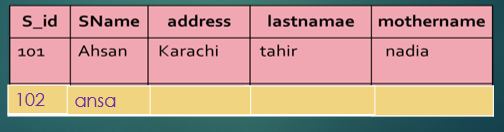 S_id SName address lastnamae mothername
101 Ahsan Karachi tahir nadia
102 ansa